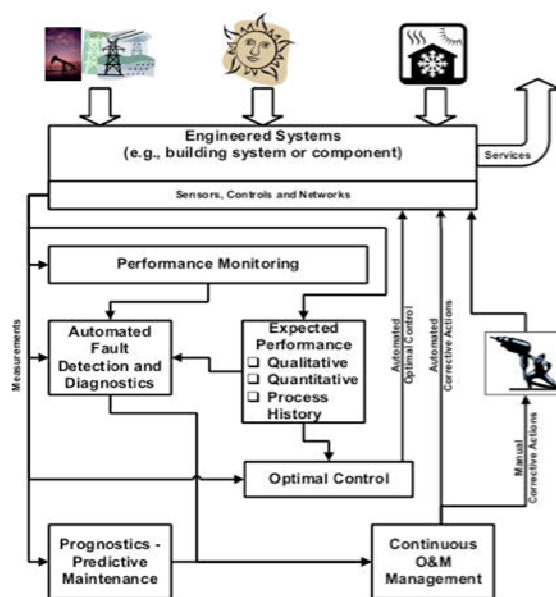 Engineered Systems
(e.g., building system or component)
Services
Sensors, Controls and Networks
Performance Monitoring
Automated
Fault
Detection and
Diagnostics
Expected
Performance
❑ Qualitative
❑ Quantitative
❑ Process
History
Measurements
Automated
Optimal Control
Automated
Corrective Actions
Manual
Corrective Actions
Optimal Control
Prognostics -
Predictive
Maintenance
Continuous
O&M
Management